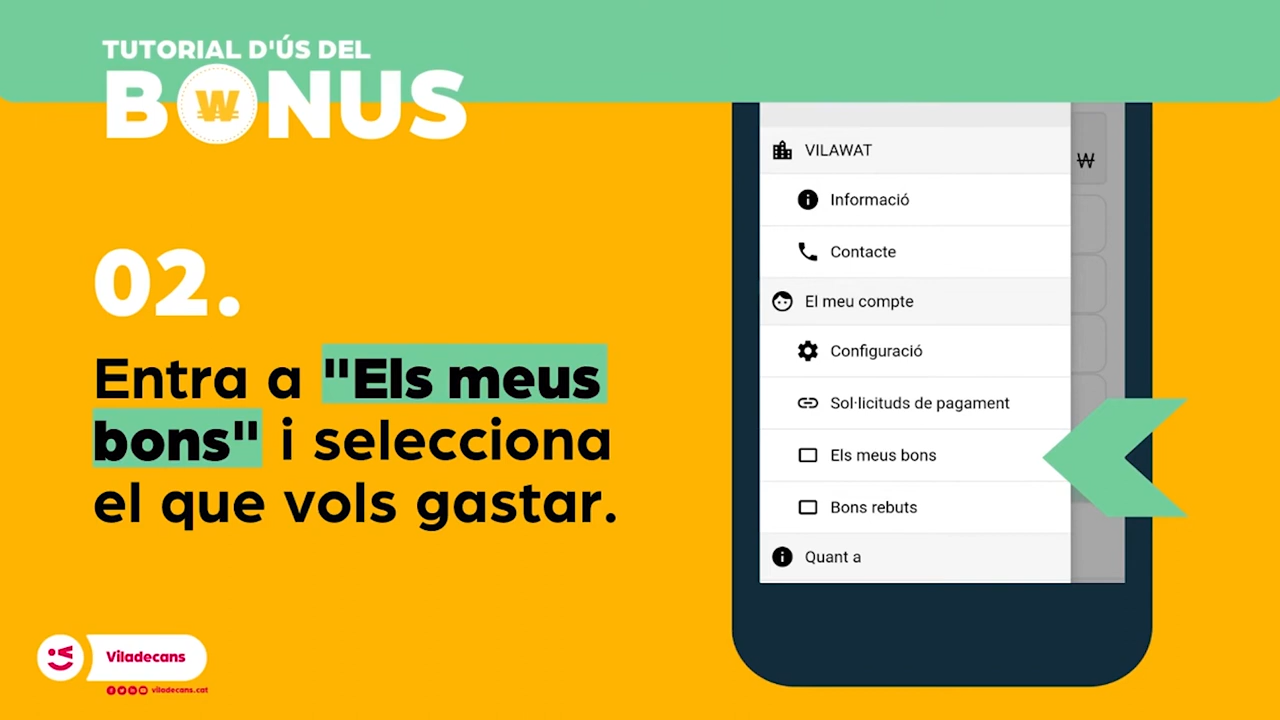 TUTORIAL D'ÚS DEL
BONUS
02.
Entra a "Els meus
bons" i selecciona
el que vols gastar.
VILAWAT
₩
Informació
Contacte
El meu compte
Configuració
Sol·licituds de pagament
Els meus bons
Bons rebuts
Quant a
Viladecans
viladecans.cat